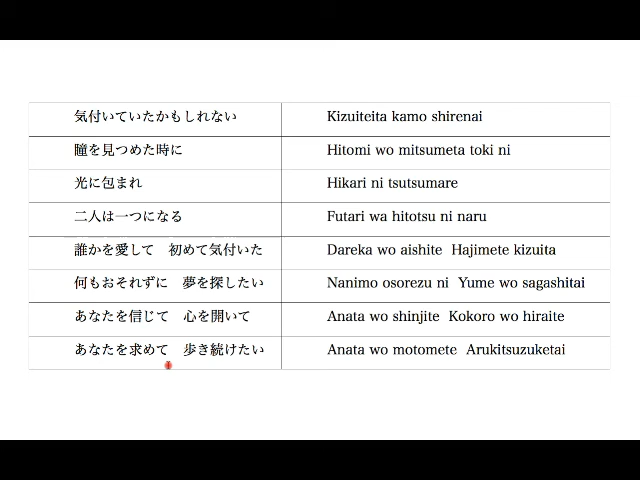 気付いていたかもしれない Kizuiteita kamo shirenai
瞳を見つめた時に Hitomi wo mitsumeta toki ni
光に包まれ Hikari ni tsutsumare
二人は一つになる Futari wa hitotsu ni naru
誰かを愛して　初めて気付いた Dareka wo aishite Hajimete kizuita
何もおそれずに　夢を探したい Nanimo osorezu ni Yume wo sagashitai
あなたを信じて　心を開いて Anata wo shinjite Kokoro wo hiraite
あなたを求めて　歩き続けたい Anata wo motomete Arukitsuzuketai